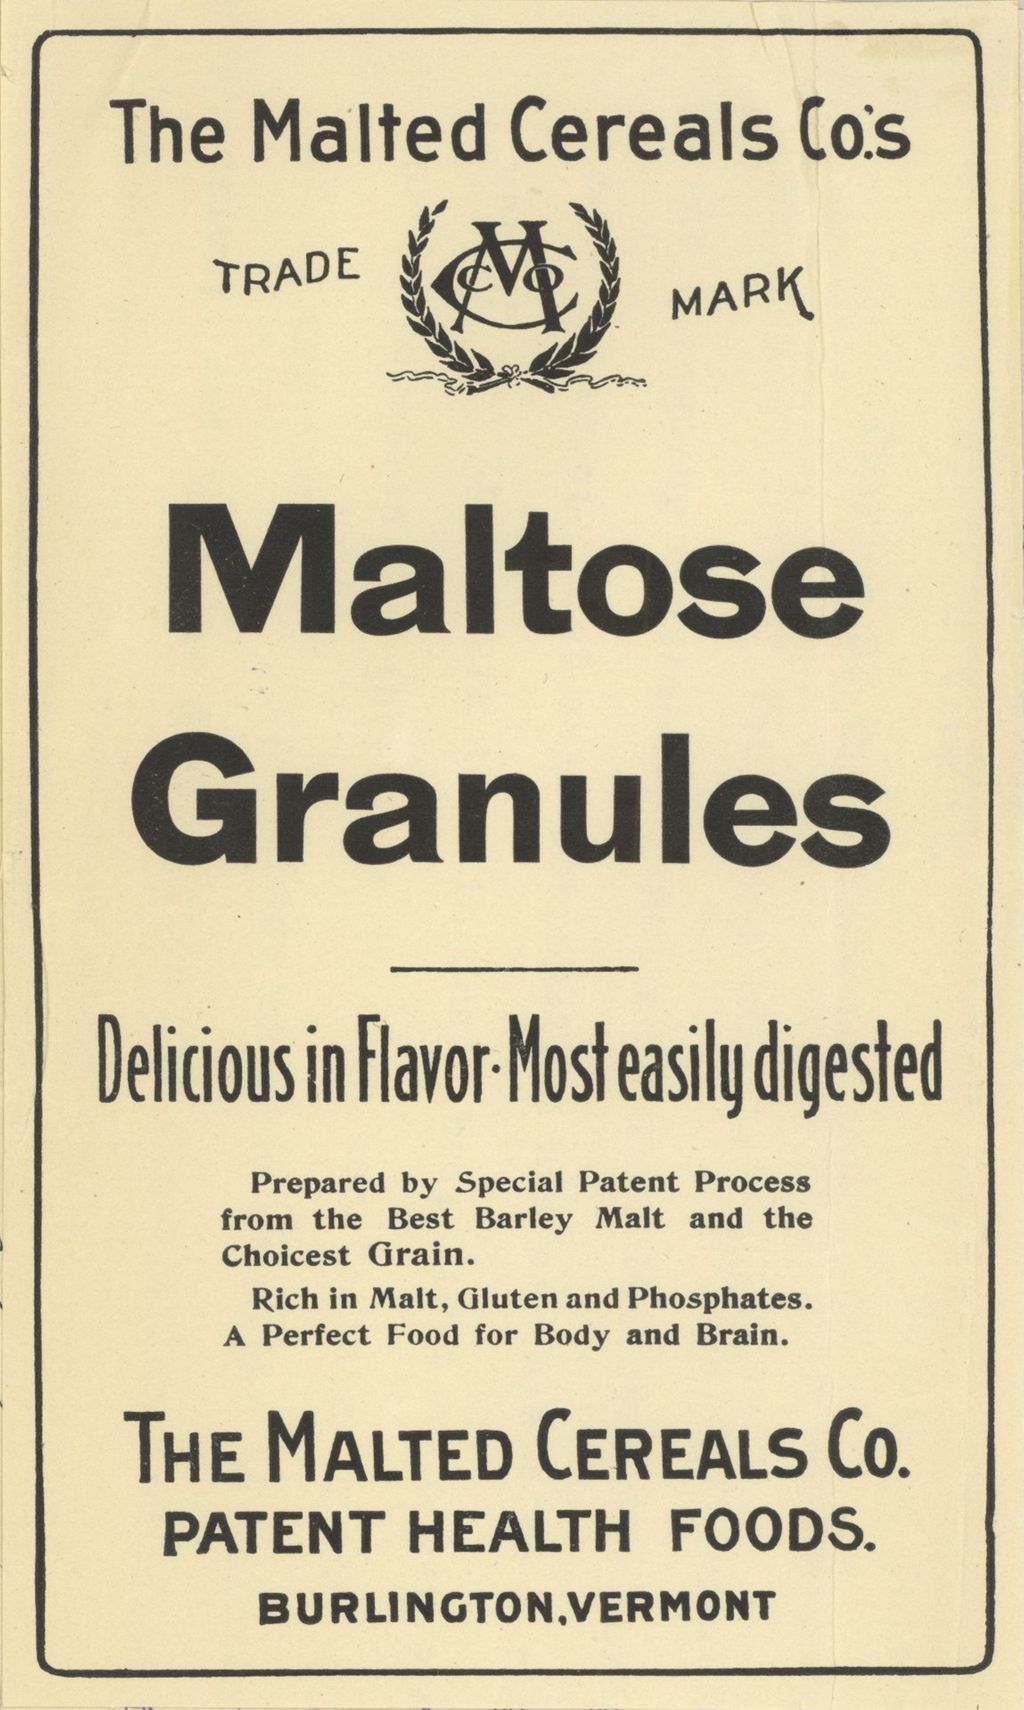 The Malted Cereals Co.'s
TRADE MARK
MCCo
Maltose
Granules
Delicious in Flavor · Most easily digested
Prepared by Special Patent Process
from the Best Barley Malt and the
Choicest Grain.
Rich in Malt, Gluten and Phosphates.
A Perfect Food for Body and Brain.
THE MALTED CEREALS CO.
PATENT HEALTH FOODS.
BURLINGTON, VERMONT